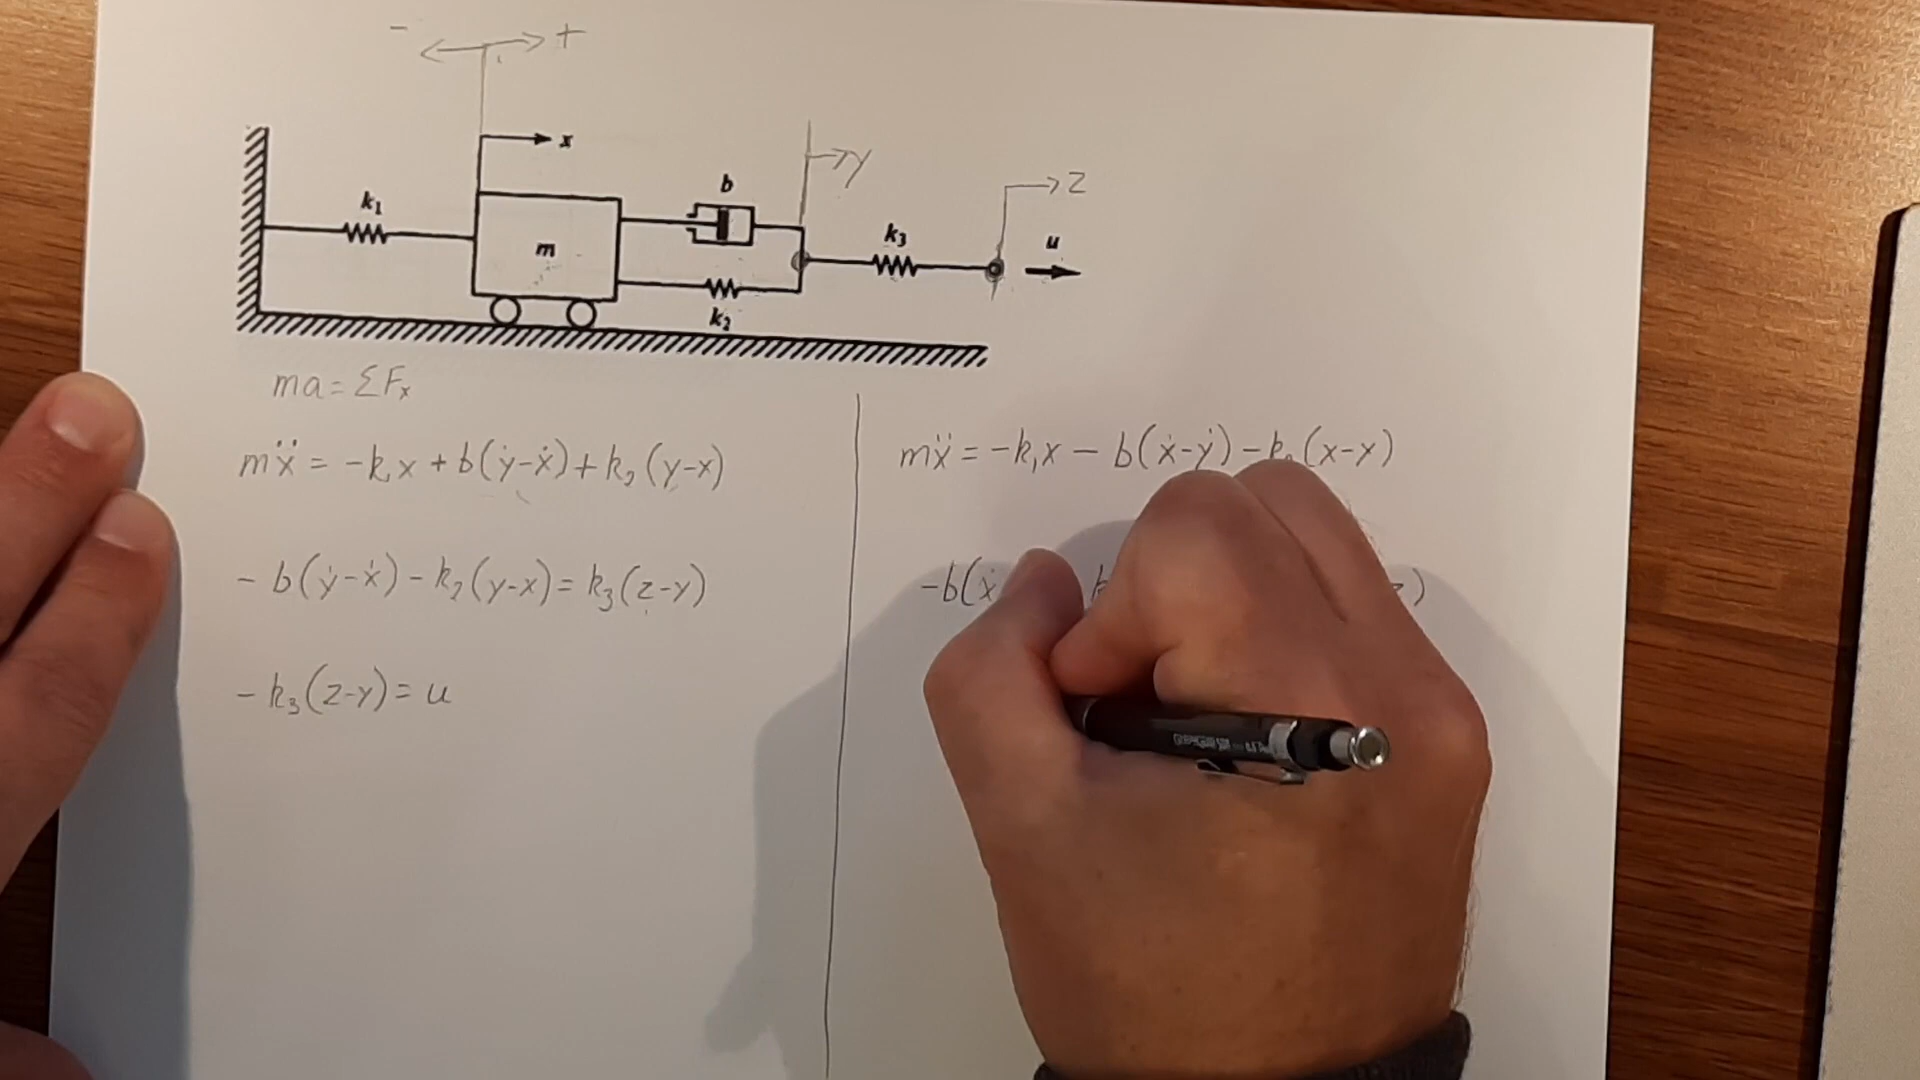 - +
x
y
z
k₁
b
k₃
u
m
k₂
ma = ΣFₓ
mẍ = -k₁x + b(ẏ-ẋ) + k₂(y-x)
- b(ẏ-ẋ) - k₂(y-x) = k₃(z-y)
- k₃(z-y) = u
mẍ = -k₁x - b(ẋ-ẏ) - k₂(x-y)
-b(ẋ
)